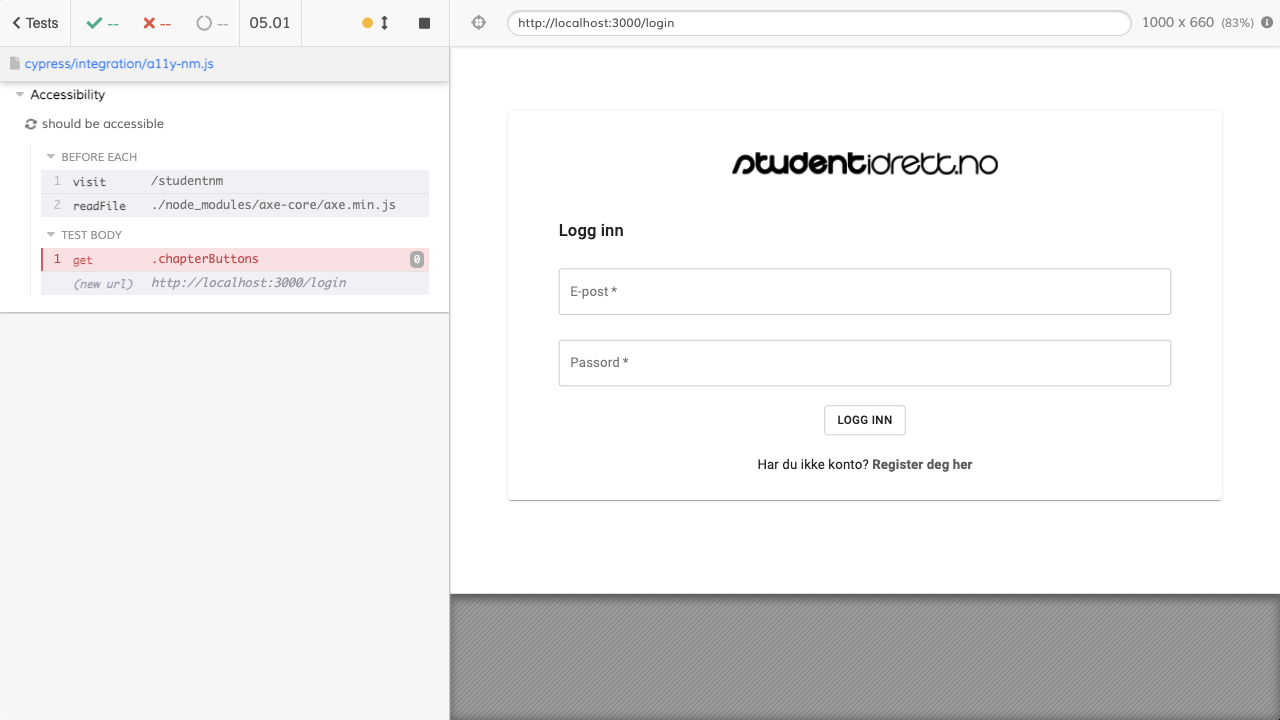 Tests -- -- -- 05.01
http://localhost:3000/login 1000 x 660 (83%)
cypress/integration/a11y-nm.js
Accessibility
should be accessible
BEFORE EACH
1 visit /studentnm
2 readFile ./node_modules/axe-core/axe.min.js
TEST BODY
1 get .chapterButtons 0
(new url) http://localhost:3000/login
studentidrett.no
Logg inn
E-post *
Passord *
LOGG INN
Har du ikke konto? Register deg her